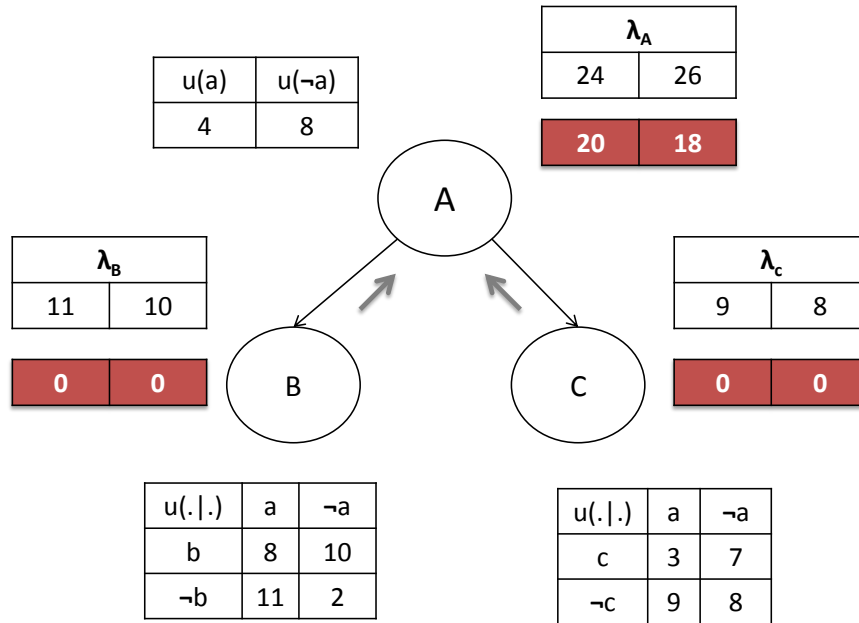 λA
u(a) u(¬a)
24 26
4 8
20 18
A
λB
λc
11 10
9 8
0 0
0 0
B
C
u(.|.) a ¬a
b 8 10
¬b 11 2
u(.|.) a ¬a
c 3 7
¬c 9 8